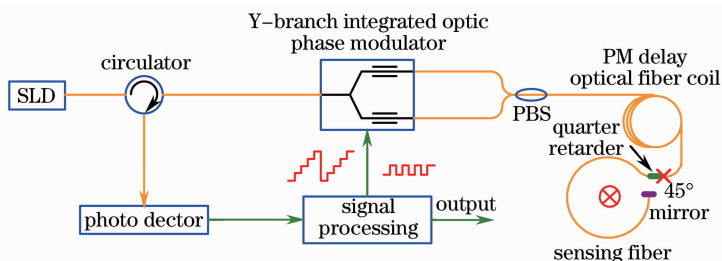 Y-branch integrated optic
phase modulator
circulator
SLD
PM delay
optical fiber coil
PBS
quarter
retarder
45°
mirror
photo dector
signal
processing
output
sensing fiber